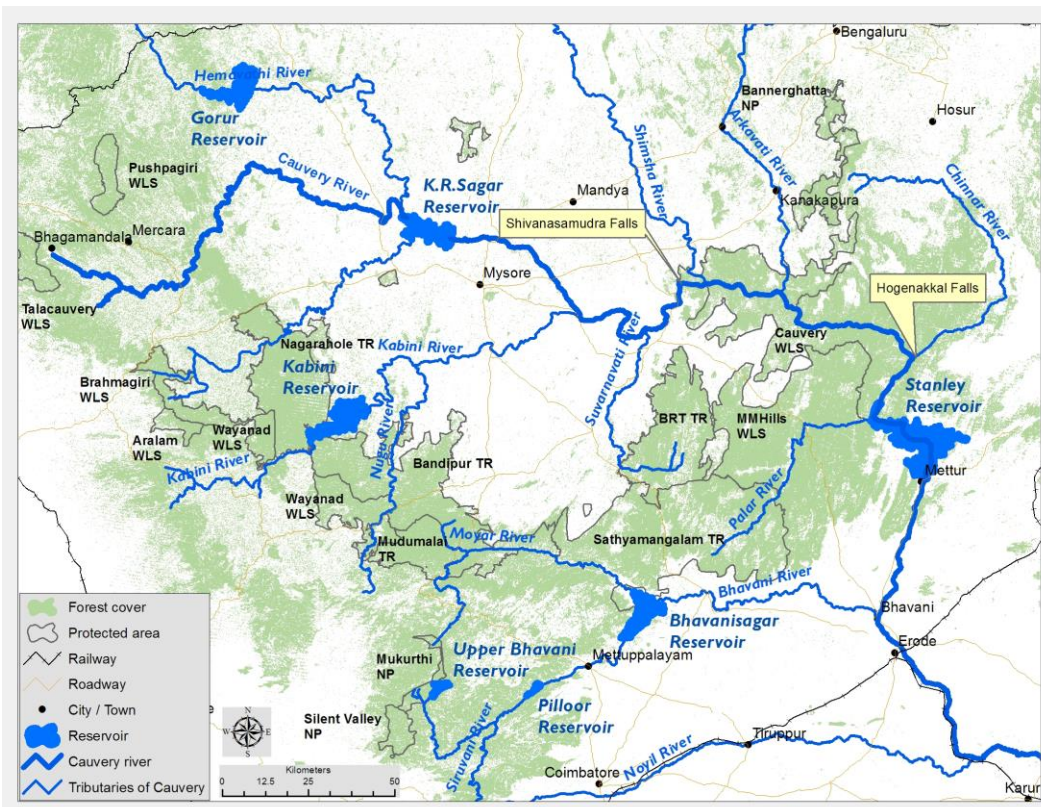 Bengaluru
Hemavathi River
Bannerghatta
NP
Gorur
Reservoir
Hosur
Shimsha River
Arkavati River
Pushpagiri
WLS
Cauvery River
K.R.Sagar
Reservoir
Mandya
Kanakapura
Chinnar River
Shivanasamudra Falls
Bhagamandala
Mercara
Mysore
Hogenakkal Falls
Talacauvery
WLS
Nagarahole TR
Kabini River
Suvarnavati River
Cauvery
WLS
Kabini
Reservoir
Brahmagiri
WLS
Stanley
Reservoir
Aralam
WLS
Wayanad
WLS
Nugu River
BRT TR
MMHills
WLS
Kabini River
Bandipur TR
Mettur
Wayanad
WLS
Palar River
Mudumalai
TR
Moyar River
Sathyamangalam TR
Bhavani River
Bhavani
Bhavanisagar
Reservoir
Erode
Mukurthi
NP
Upper Bhavani
Reservoir
Mettuppalayam
Silent Valley
NP
Siruvani River
Pilloor
Reservoir
Tiruppur
Noyil River
Coimbatore
Karur
Forest cover
Protected area
Railway
Roadway
City / Town
Reservoir
Cauvery river
Tributaries of Cauvery
N
W
E
S
Kilometers
0 12.5 25 50